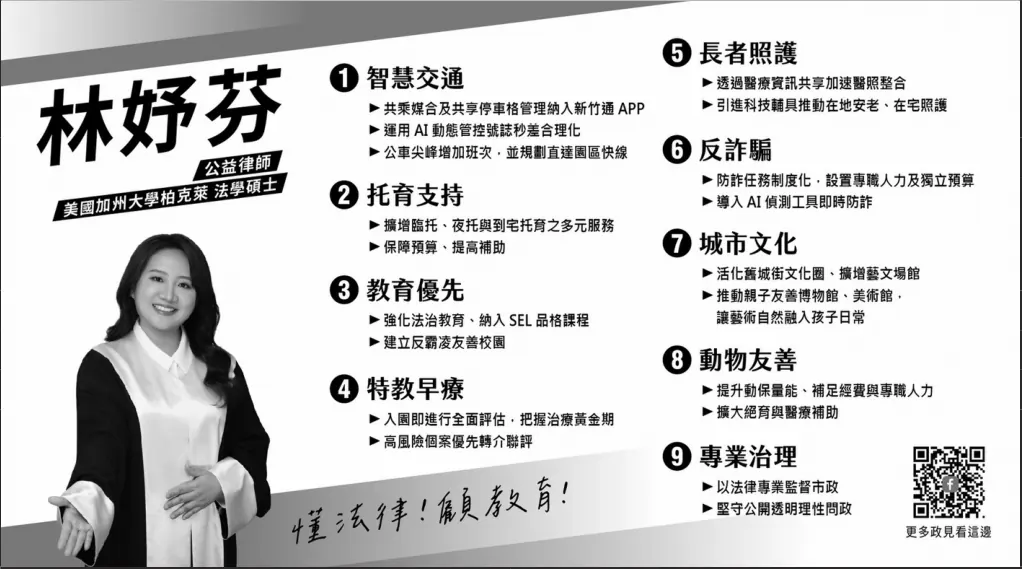 林妤芬
公益律師
美國加州大學柏克萊 法學碩士
1 智慧交通
▶共乘媒合及共享停車格管理納入新竹通 APP
▶運用 AI 動態管控號誌秒差合理化
▶公車尖峰增加班次，並規劃直達園區快線
2 托育支持
▶擴增臨托、夜托與到宅托育之多元服務
▶保障預算、提高補助
3 教育優先
▶強化法治教育、納入 SEL 品格課程
▶建立反霸凌友善校園
4 特教早療
▶入園即進行全面評估，把握治療黃金期
▶高風險個案優先轉介聯評
懂法律！顧教育！
5 長者照護
▶透過醫療資訊共享加速醫照整合
▶引進科技輔具推動在地安老、在宅照護
6 反詐騙
▶防詐任務制度化，設置專職人力及獨立預算
▶導入 AI 偵測工具即時防詐
7 城市文化
▶活化舊城街文化圈、擴增藝文場館
▶推動親子友善博物館、美術館，
讓藝術自然融入孩子日常
8 動物友善
▶提升動保量能、補足經費與專職人力
▶擴大絕育與醫療補助
9 專業治理
▶以法律專業監督市政
▶堅守公開透明理性問政
更多政見看這邊